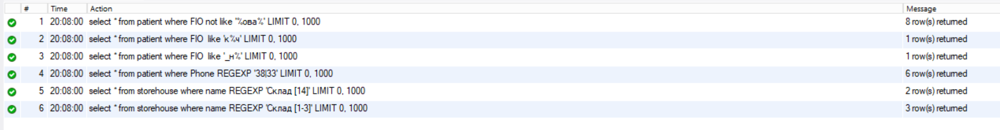 # Time Action Message
1 20:08:00 select * from patient where FIO not like '%ова%' LIMIT 0, 1000 8 row(s) returned
2 20:08:00 select * from patient where FIO  like 'к%ч' LIMIT 0, 1000 1 row(s) returned
3 20:08:00 select * from patient where FIO  like '_н%' LIMIT 0, 1000 1 row(s) returned
4 20:08:00 select * from patient where Phone REGEXP '38|33' LIMIT 0, 1000 6 row(s) returned
5 20:08:00 select * from storehouse where name REGEXP 'Склад [14]' LIMIT 0, 1000 2 row(s) returned
6 20:08:00 select * from storehouse where name REGEXP 'Склад [1-3]' LIMIT 0, 1000 3 row(s) returned